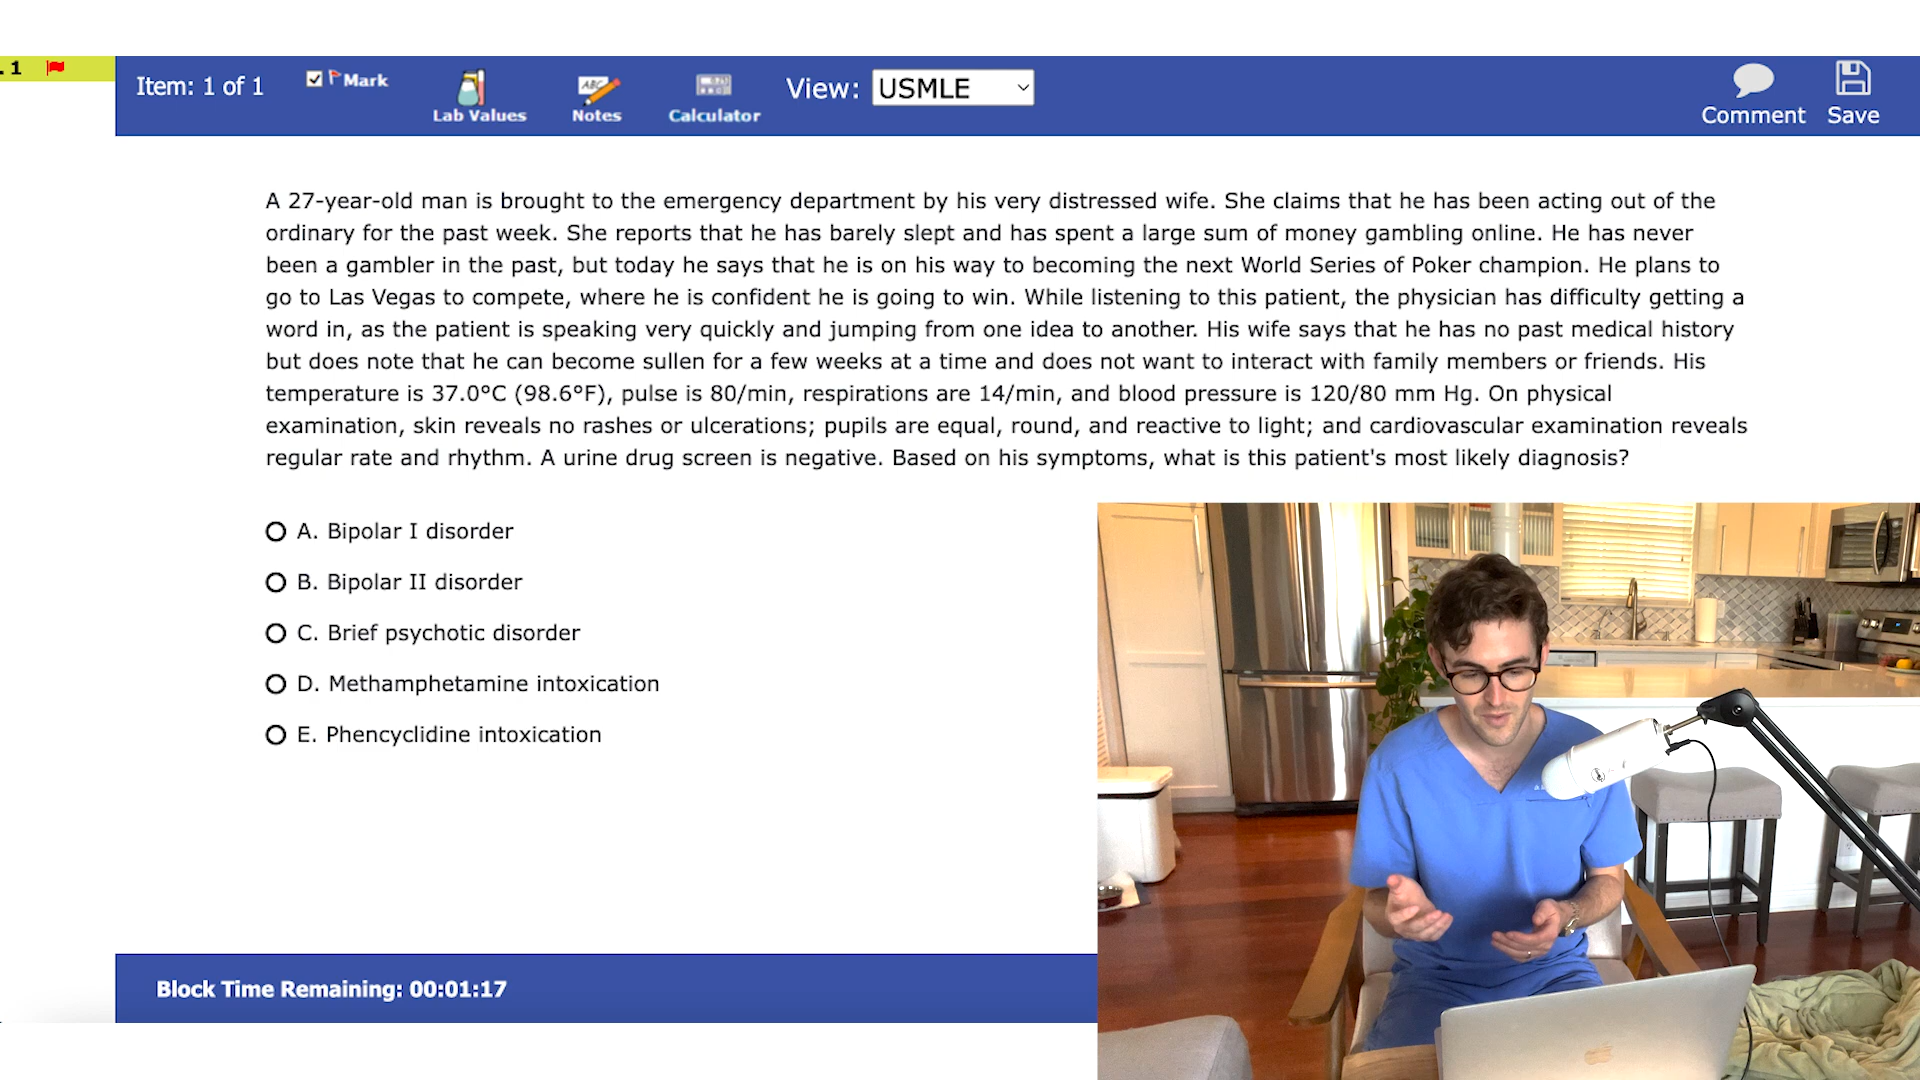 . 1
Item: 1 of 1
Mark
Lab Values
ABC
Notes
Calculator
View: USMLE
Comment
Save
A 27-year-old man is brought to the emergency department by his very distressed wife. She claims that he has been acting out of the
ordinary for the past week. She reports that he has barely slept and has spent a large sum of money gambling online. He has never
been a gambler in the past, but today he says that he is on his way to becoming the next World Series of Poker champion. He plans to
go to Las Vegas to compete, where he is confident he is going to win. While listening to this patient, the physician has difficulty getting a
word in, as the patient is speaking very quickly and jumping from one idea to another. His wife says that he has no past medical history
but does note that he can become sullen for a few weeks at a time and does not want to interact with family members or friends. His
temperature is 37.0°C (98.6°F), pulse is 80/min, respirations are 14/min, and blood pressure is 120/80 mm Hg. On physical
examination, skin reveals no rashes or ulcerations; pupils are equal, round, and reactive to light; and cardiovascular examination reveals
regular rate and rhythm. A urine drug screen is negative. Based on his symptoms, what is this patient's most likely diagnosis?
A. Bipolar I disorder
B. Bipolar II disorder
C. Brief psychotic disorder
D. Methamphetamine intoxication
E. Phencyclidine intoxication
Block Time Remaining: 00:01:17